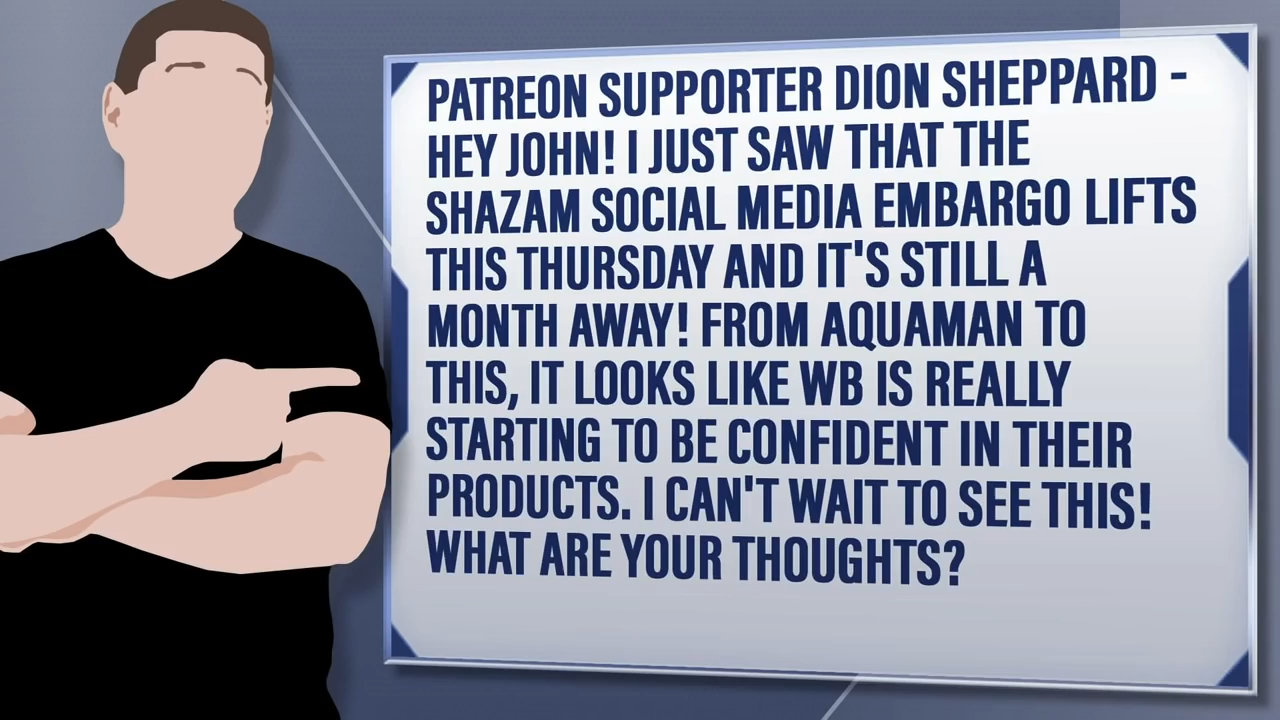 PATREON SUPPORTER DION SHEPPARD -
HEY JOHN! I JUST SAW THAT THE
SHAZAM SOCIAL MEDIA EMBARGO LIFTS
THIS THURSDAY AND IT'S STILL A
MONTH AWAY! FROM AQUAMAN TO
THIS, IT LOOKS LIKE WB IS REALLY
STARTING TO BE CONFIDENT IN THEIR
PRODUCTS. I CAN'T WAIT TO SEE THIS!
WHAT ARE YOUR THOUGHTS?